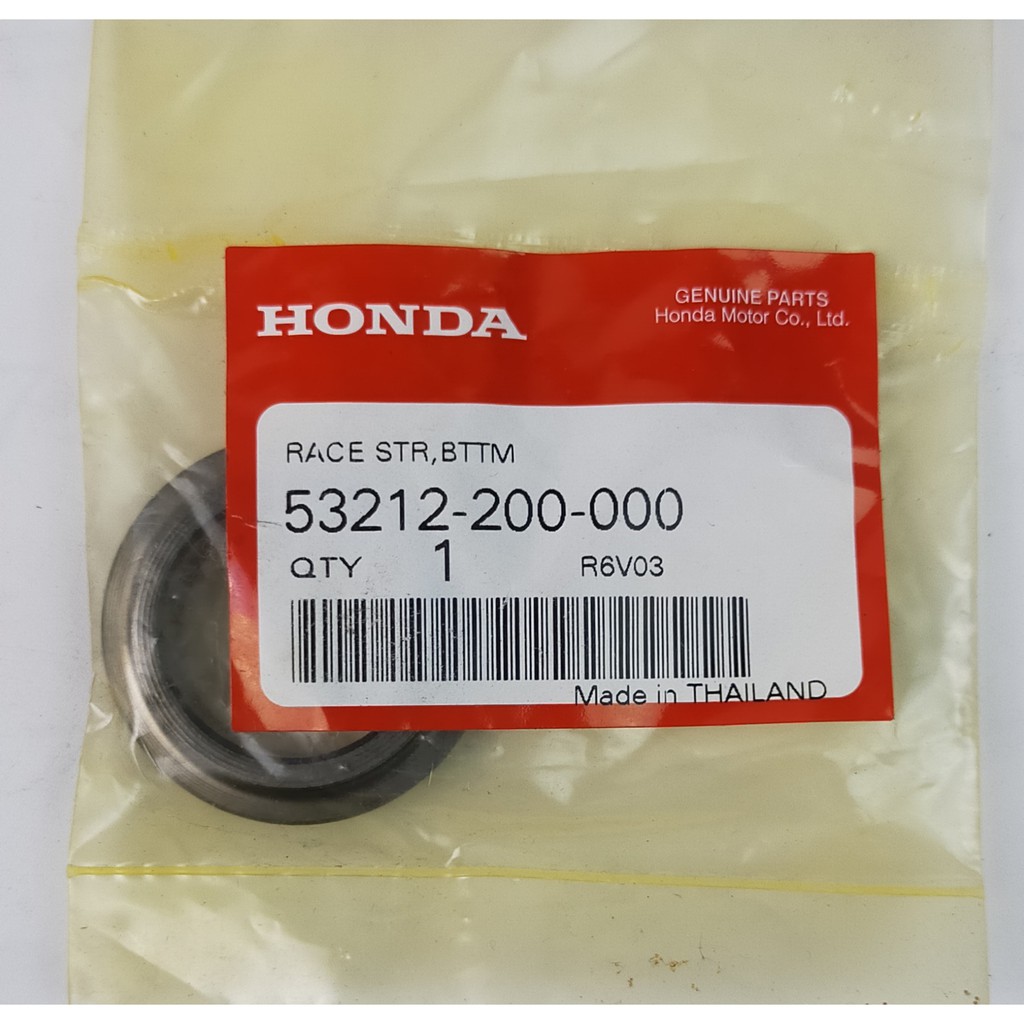 HONDA
GENUINE PARTS
Honda Motor Co., Ltd.
RACE STR,BTTM
53212-200-000
QTY 1 R6V03
Made in THAILAND